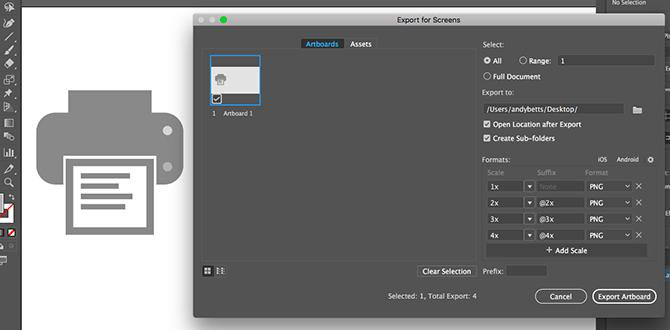 No Selection
Export for Screens
Artboards
Assets
1 Artboard 1
Select:
All
Range:
1
Full Document
Export to:
/Users/andybetts/Desktop/
Open Location after Export
Create Sub-folders
Formats:
iOS
Android
Scale
Suffix
Format
1x
None
PNG
2x
@2x
PNG
3x
@3x
PNG
4x
@4x
PNG
+ Add Scale
Clear Selection
Prefix:
Selected: 1, Total Export: 4
Cancel
Export Artboard